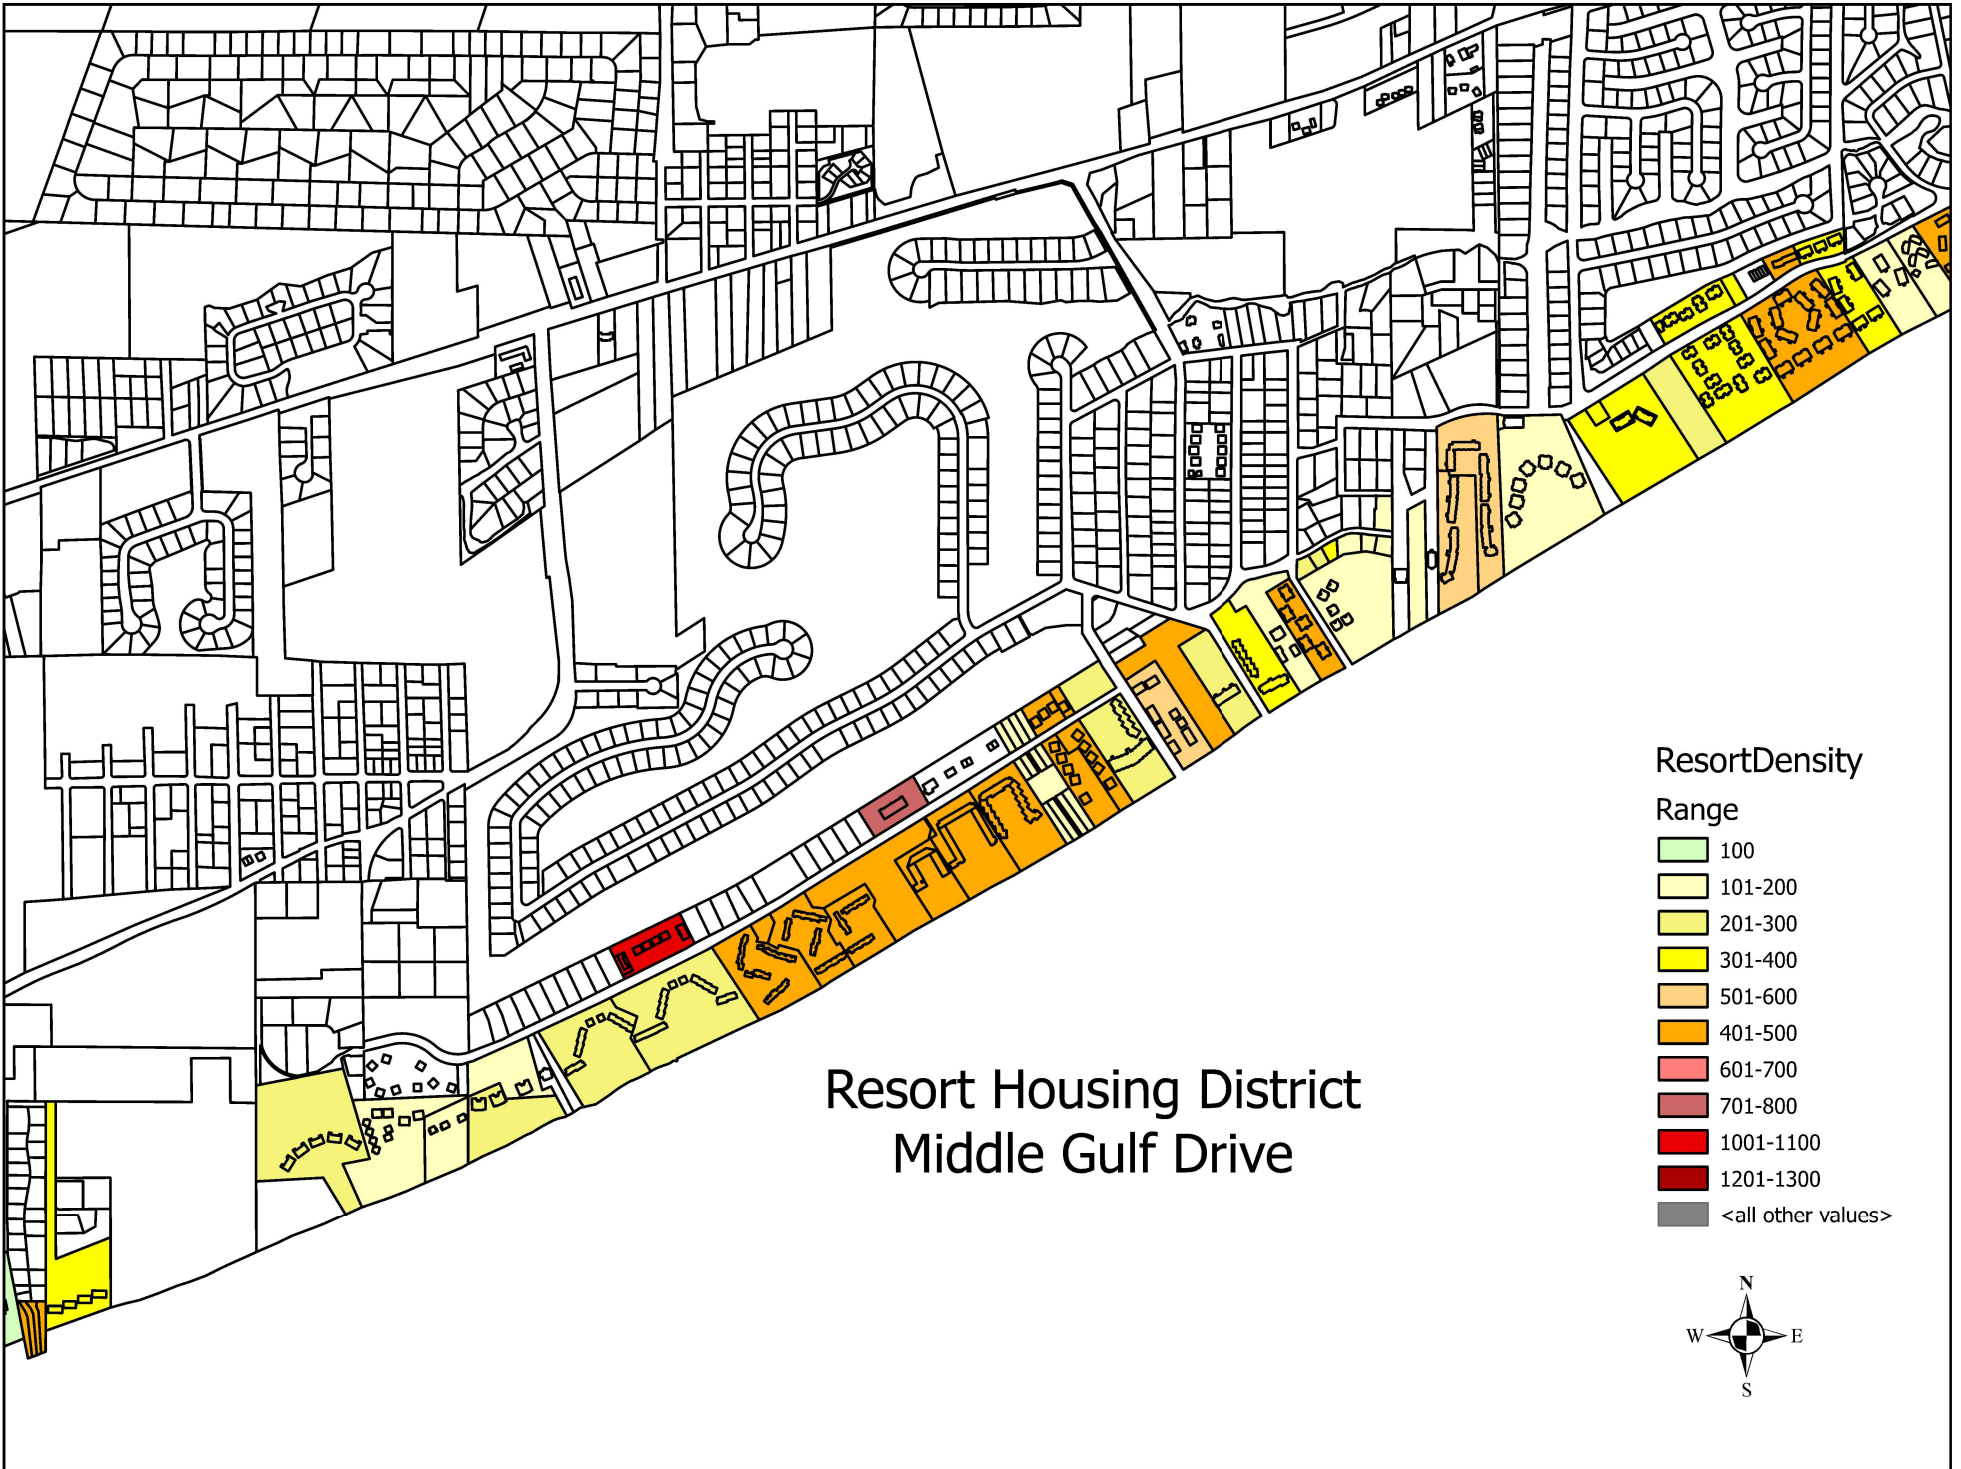 ResortDensity
Range
100
101-200
201-300
301-400
501-600
401-500
601-700
701-800
1001-1100
1201-1300
<all other values>
Resort Housing District
Middle Gulf Drive
N
W E
S